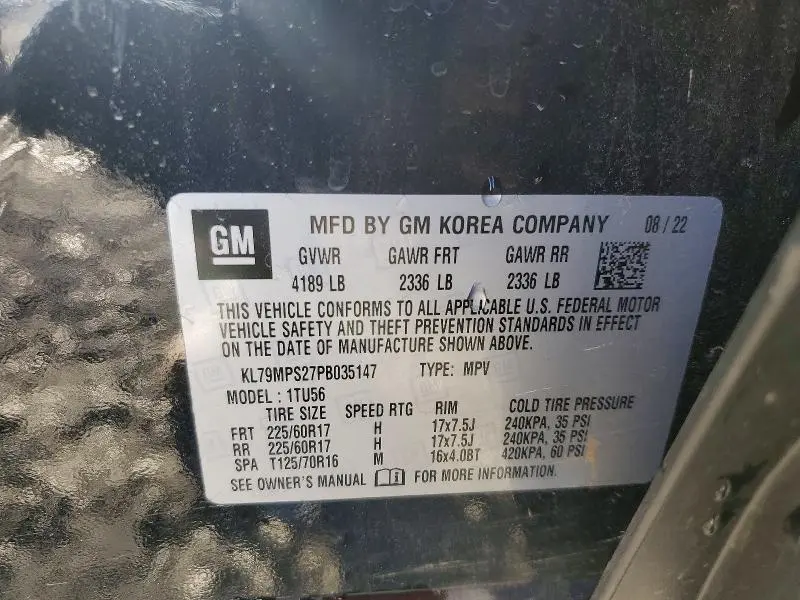 GM MFD BY GM KOREA COMPANY 08 / 22
GVWR GAWR FRT GAWR RR
4189 LB 2336 LB 2336 LB
THIS VEHICLE CONFORMS TO ALL APPLICABLE U.S. FEDERAL MOTOR
VEHICLE SAFETY AND THEFT PREVENTION STANDARDS IN EFFECT
ON THE DATE OF MANUFACTURE SHOWN ABOVE.
KL79MPS27PB035147 TYPE: MPV
MODEL : 1TU56
TIRE SIZE SPEED RTG RIM COLD TIRE PRESSURE
FRT 225/60R17 H 17x7.5J 240KPA, 35 PSI
RR 225/60R17 H 17x7.5J 240KPA, 35 PSI
SPA T125/70R16 M 16x4.0BT 420KPA, 60 PSI
SEE OWNER'S MANUAL FOR MORE INFORMATION.